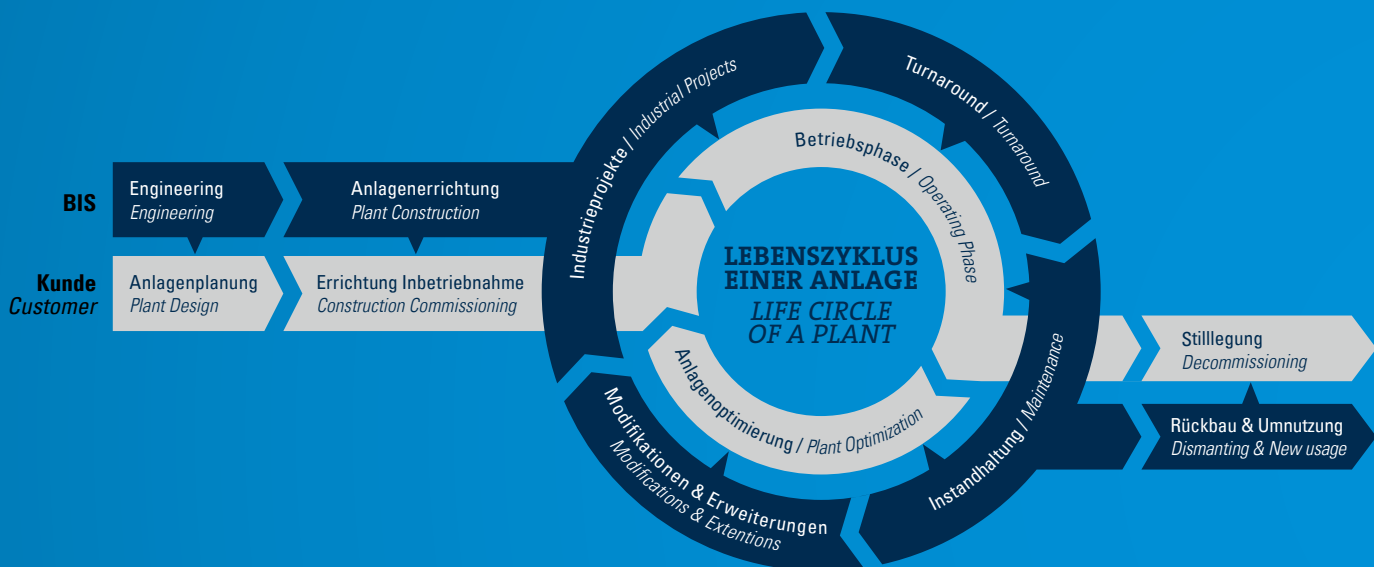 BIS
Engineering
Engineering
Anlagenerrichtung
Plant Construction
Kunde
Customer
Anlagenplanung
Plant Design
Errichtung Inbetriebnahme
Construction Commissioning
Industrieprojekte / Industrial Projects
Turnaround / Turnaround
Betriebsphase / Operating Phase
LEBENSZYKLUS
EINER ANLAGE
LIFE CIRCLE
OF A PLANT
Anlagenoptimierung / Plant Optimization
Modifikationen & Erweiterungen
Modifications & Extentions
Instandhaltung / Maintenance
Stilllegung
Decommissioning
Rückbau & Umnutzung
Dismanting & New usage